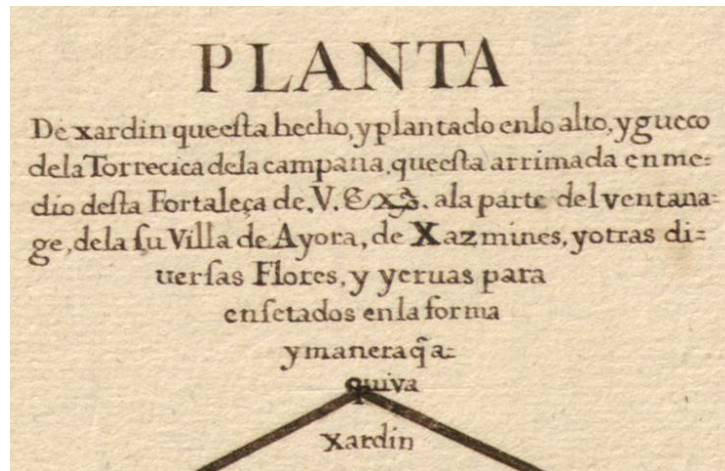 PLANTA
De xardin queesta hecho, y plantado enlo alto, y gueco
dela Torrecica dela campana, queesta arrimada en me=
dio desta Fortaleça de. V. Exª. ala parte del ventana=
ge, dela su Villa de Ayora, de Xazmines, yotras di=
uersas Flores, y yeruas para
ensetados en la forma
y manera q̃ a=
quiva
xardin